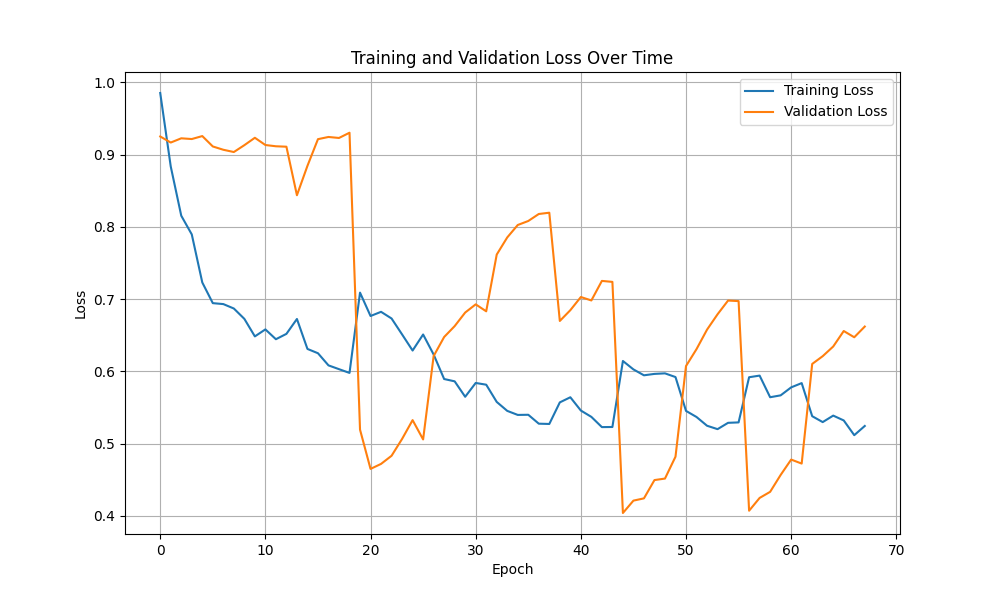 Training and Validation Loss Over Time
Training Loss
Validation Loss
1.0
0.9
0.8
0.7
0.6
0.5
0.4
Loss
0 10 20 30 40 50 60 70
Epoch